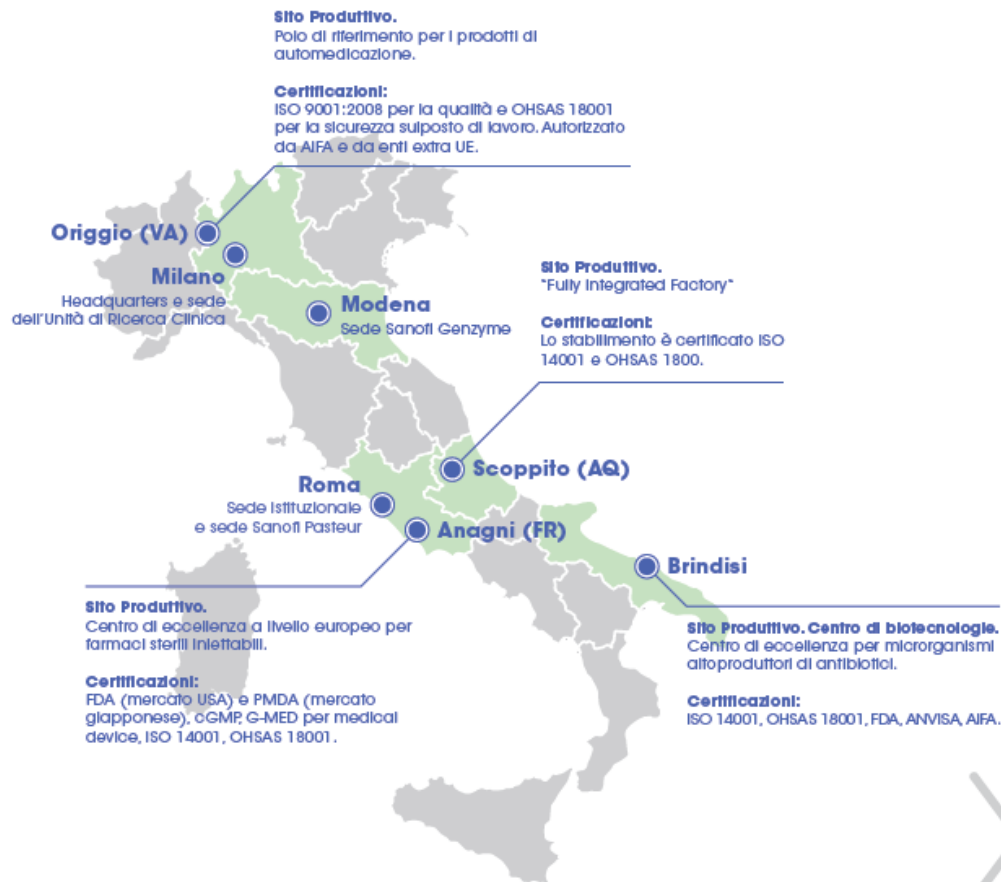 Sito Produttivo.
Polo di riferimento per i prodotti di
automedicazione.
Certificazioni:
ISO 9001:2008 per la qualità e OHSAS 18001
per la sicurezza sulposto di lavoro. Autorizzato
da AIFA e da enti extra UE.
Origgio (VA)
Milano
Headquarters e sede
dell'Unità di Ricerca Clinica
Modena
Sede Sanofi Genzyme
Sito Produttivo.
"Fully Integrated Factory"
Certificazioni:
Lo stabilimento è certificato ISO
14001 e OHSAS 1800.
Scoppito (AQ)
Roma
Sede Istituzionale
e sede Sanofi Pasteur
Anagni (FR)
Brindisi
Sito Produttivo.
Centro di eccellenza a livello europeo per
farmaci sterili iniettabili.
Certificazioni:
FDA (mercato USA) e PMDA (mercato
giapponese), cGMP, G-MED per medical
device, ISO 14001, OHSAS 18001.
Sito Produttivo. Centro di biotecnologie.
Centro di eccellenza per microrganismi
altoproduttori di antibiotici.
Certificazioni:
ISO 14001, OHSAS 18001, FDA, ANVISA, AIFA.